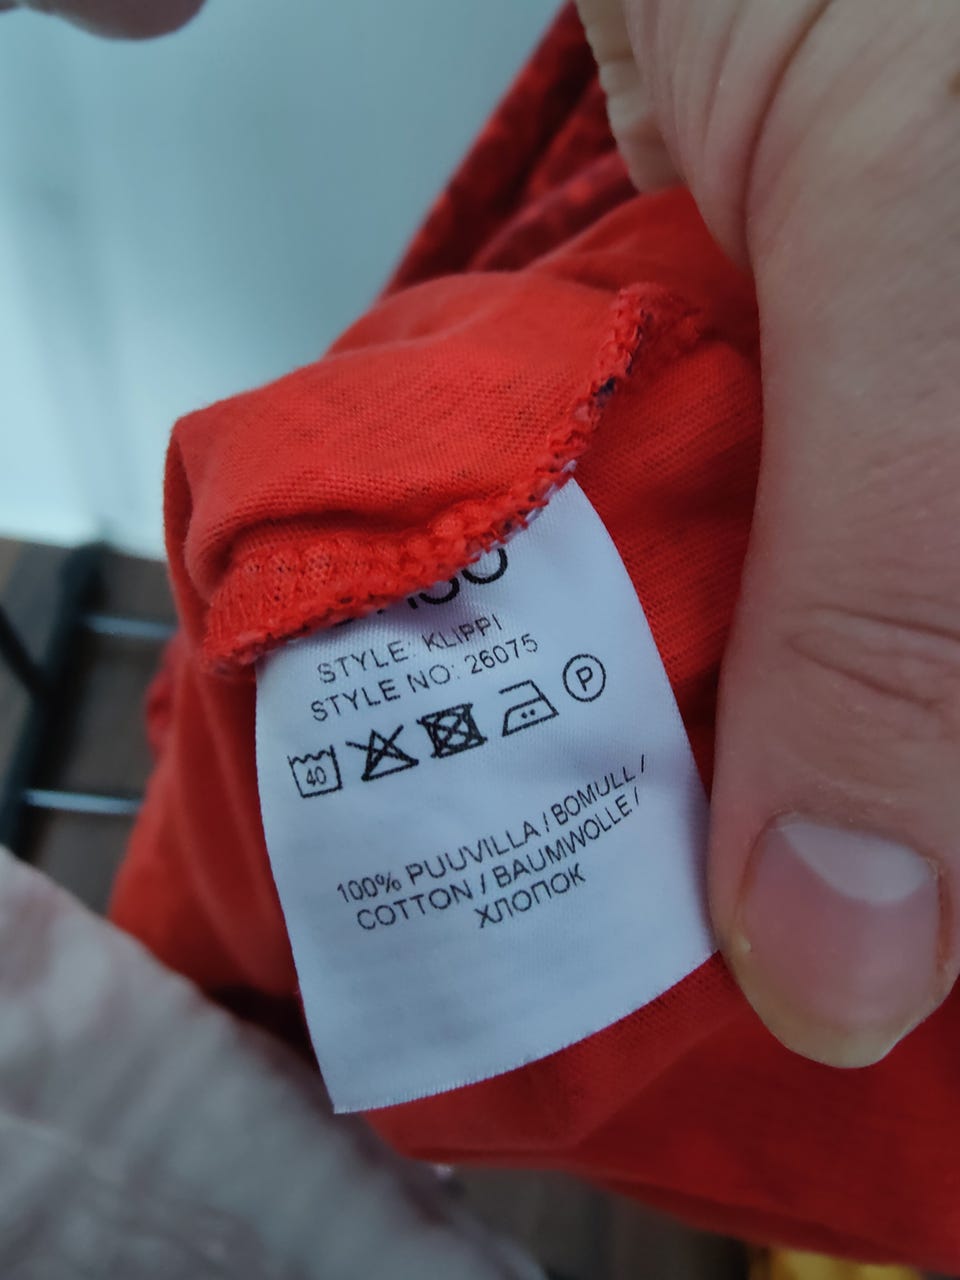 STYLE: KLIPPI
STYLE NO: 26075
40 P
100% PUUVILLA / BOMULL /
COTTON / BAUMWOLLE /
ХЛОПОК